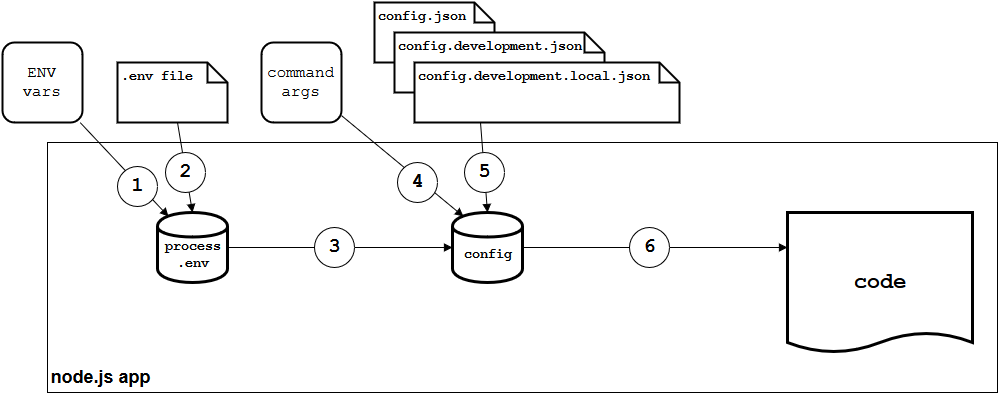 config.json
config.development.json
config.development.local.json
ENV
vars
.env file
command
args
1
2
4
5
process
.env
3
config
6
code
node.js app